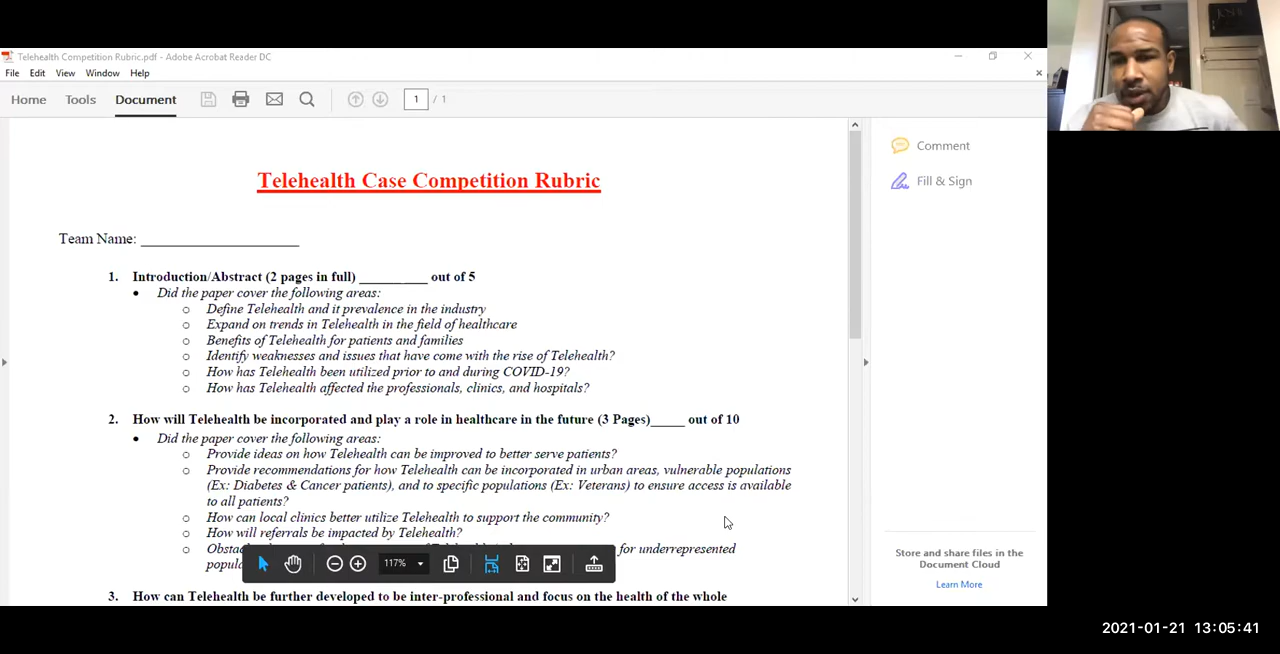 Telehealth Competition Rubric.pdf - Adobe Acrobat Reader DC
File Edit View Window Help
Home Tools Document 1 / 1
Comment
Fill & Sign
Telehealth Case Competition Rubric
Team Name: _____________________
1. Introduction/Abstract (2 pages in full) _________ out of 5
• Did the paper cover the following areas:
o Define Telehealth and it prevalence in the industry
o Expand on trends in Telehealth in the field of healthcare
o Benefits of Telehealth for patients and families
o Identify weaknesses and issues that have come with the rise of Telehealth?
o How has Telehealth been utilized prior to and during COVID-19?
o How has Telehealth affected the professionals, clinics, and hospitals?
2. How will Telehealth be incorporated and play a role in healthcare in the future (3 Pages)_____ out of 10
• Did the paper cover the following areas:
o Provide ideas on how Telehealth can be improved to better serve patients?
o Provide recommendations for how Telehealth can be incorporated in urban areas, vulnerable populations
(Ex: Diabetes & Cancer patients), and to specific populations (Ex: Veterans) to ensure access is available
to all patients?
o How can local clinics better utilize Telehealth to support the community?
o How will referrals be impacted by Telehealth?
o for underrepresented
117%
3. How can Telehealth be further developed to be inter-professional and focus on the health of the whole
Store and share files in the
Document Cloud
Learn More
2021-01-21 13:05:41